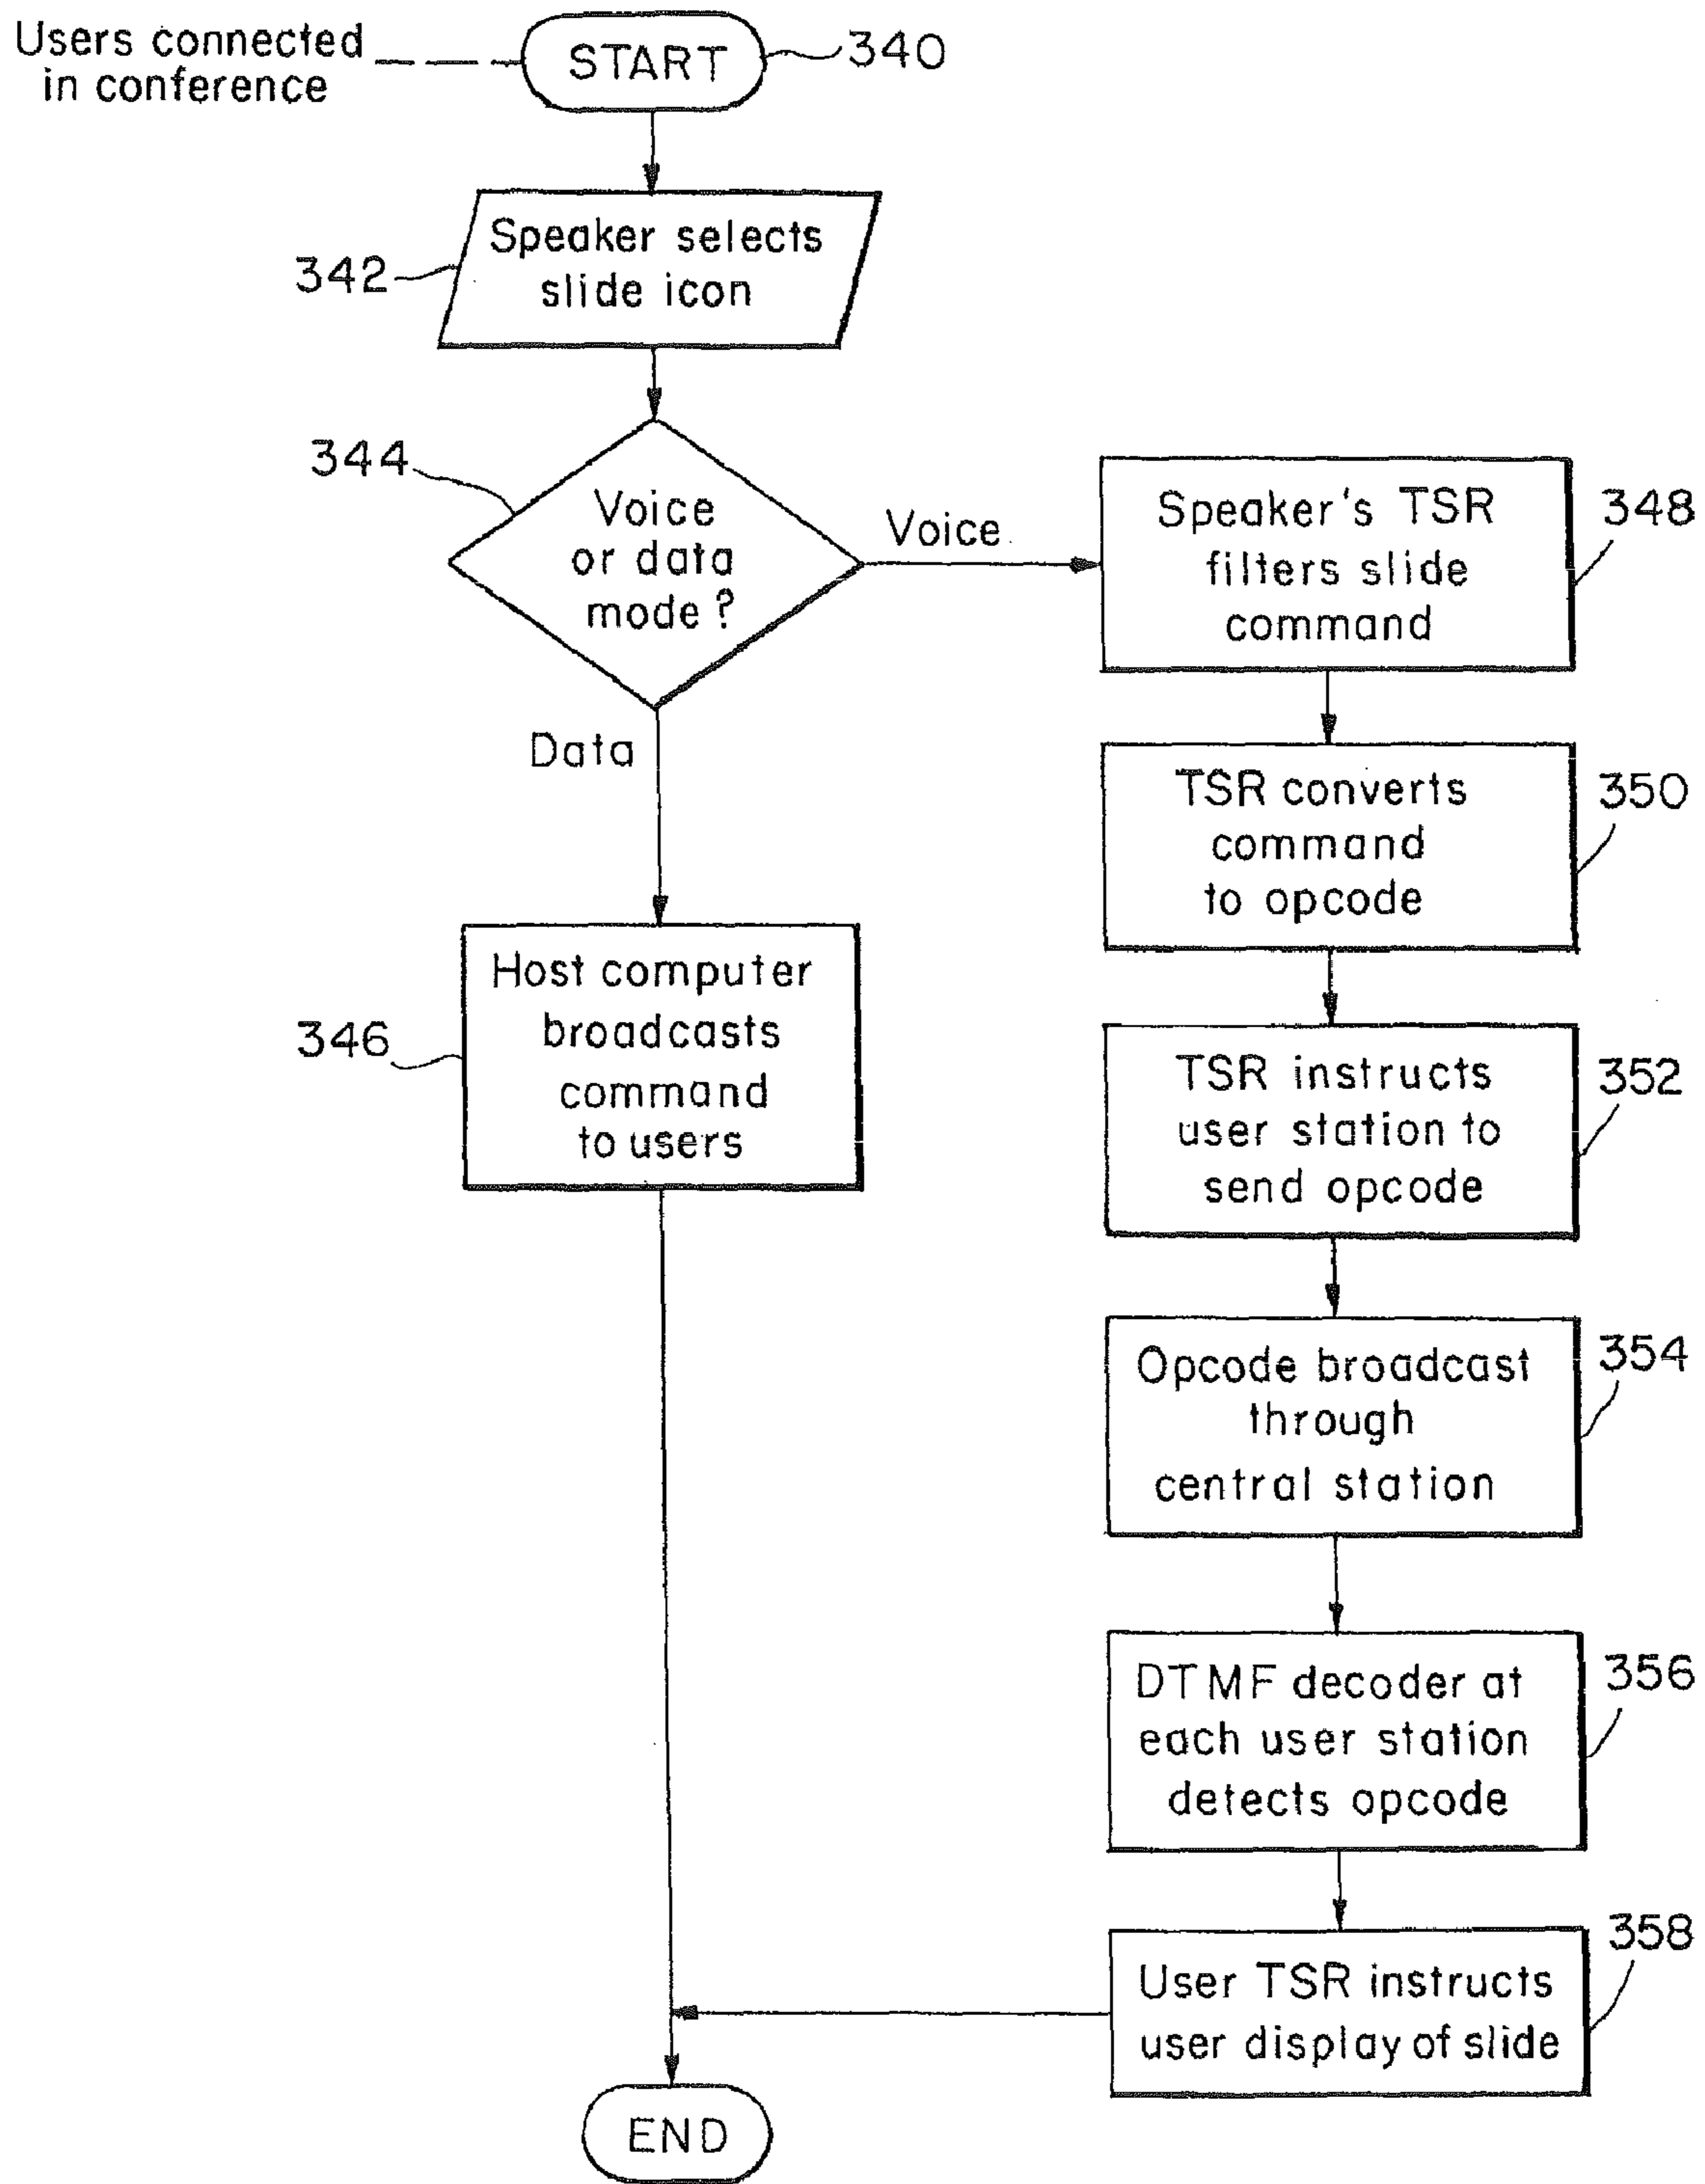 Users connected
in conference
START
340
Speaker selects
slide icon
342
344
Voice
or data
mode?
Voice
Data
Host computer
broadcasts
command
to users
346
Speaker's TSR
filters slide
command
348
TSR converts
command
to opcode
350
TSR instructs
user station to
send opcode
352
Opcode broadcast
through
central station
354
DTMF decoder at
each user station
detects opcode
356
User TSR instructs
user display of slide
358
END